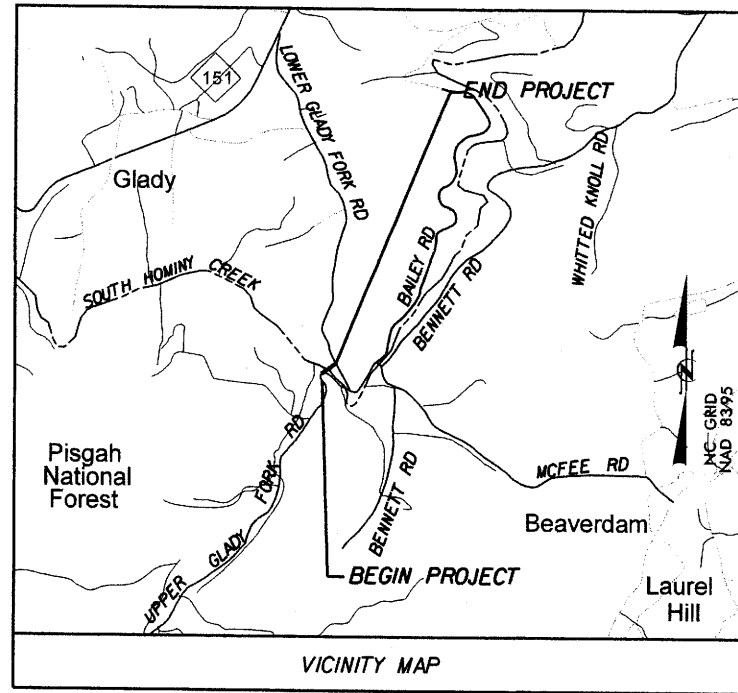 151
LOWER GLADY FORK RD
END PROJECT
Glady
WHITTED KNOLL RD
BAILEY RD
BENNETT RD
SOUTH HOMINY CREEK
NC GRID
NAD 83/95
Pisgah
National
Forest
UPPER GLADY FORK RD
BENNETT RD
MCFEE RD
Beaverdam
BEGIN PROJECT
Laurel
Hill
VICINITY MAP